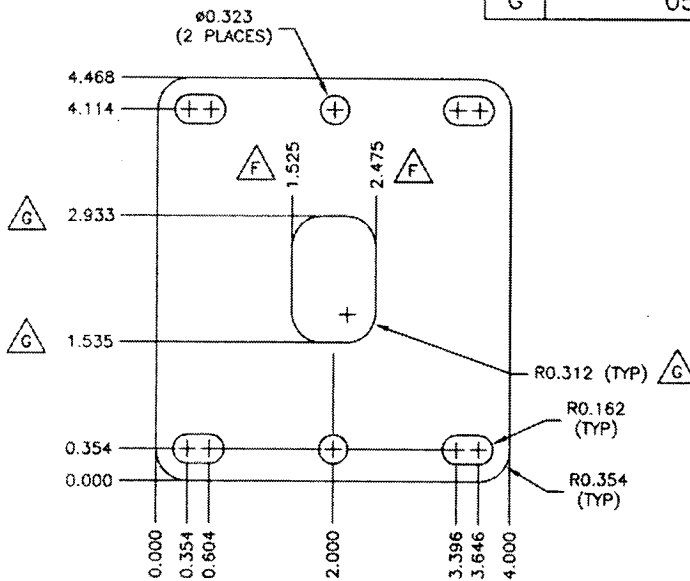 G 05
ø0.323
(2 PLACES)
4.468
4.114
F 1.525 2.475 F
G 2.933
G 1.535
R0.312 (TYP) G
R0.162
(TYP)
0.354
0.000
R0.354
(TYP)
0.000 0.354 0.604 2.000 3.396 3.646 4.000